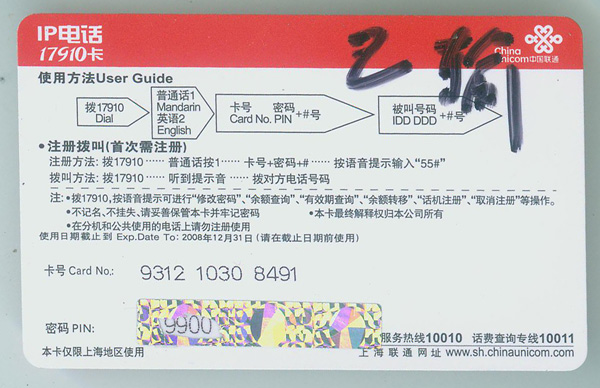 IP电话
17910卡
China
unicom中国联通
已输
使用方法User Guide
拨17910
Dial
普通话1
Mandarin
英语2
English
卡号 密码
Card No. PIN +#号
被叫号码
IDD DDD +#号
•注册拨叫(首次需注册)
注册方法: 拨17910 ······ 普通话按1 ······ 卡号+密码+# ······ 按语音提示输入“55#”
拨叫方法: 拨17910 ······ 听到提示音 ······ 拨对方电话号码
注: •拨17910,按语音提示可进行“修改密码”、“余额查询”、“有效期查询”、“余额转移”、“话机注册”、“取消注册”等操作。
•不记名、不挂失、请妥善保管本卡并牢记密码 •本卡最终解释权归本公司所有
•在分机和公共使用的电话上请勿注册使用
使用日期截止到 Exp.Date To: 2008年12月31日 (请在截止日期前使用)
卡号 Card No.: 9312 1030 8491
密码 PIN: 9900
服务热线10010 话费查询专线10011
本卡仅限上海地区使用
上海联通网址 www.sh.chinaunicom.com